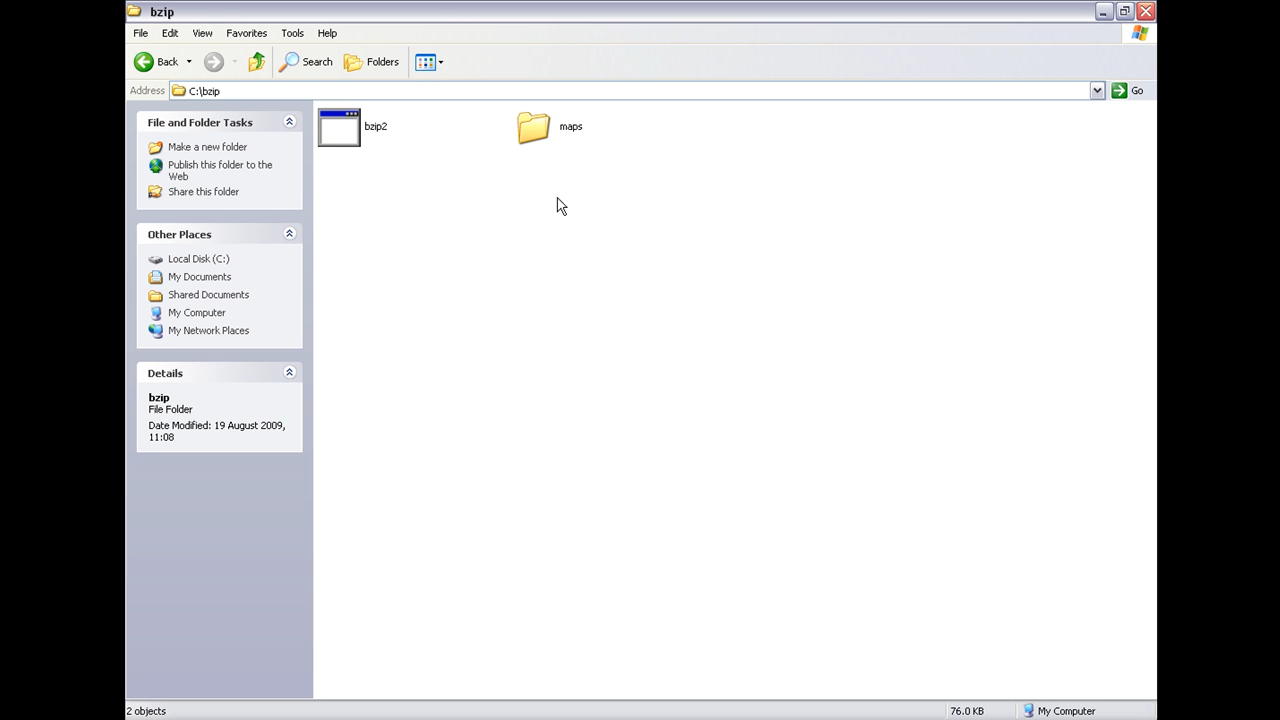 bzip
File Edit View Favorites Tools Help
Back Search Folders
Address C:\bzip Go
File and Folder Tasks
Make a new folder
Publish this folder to the
Web
Share this folder
Other Places
Local Disk (C:)
My Documents
Shared Documents
My Computer
My Network Places
Details
bzip
File Folder
Date Modified: 19 August 2009,
11:08
bzip2
maps
2 objects 76.0 KB My Computer